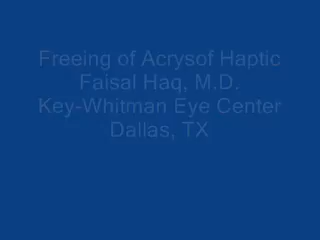 Freeing of Acrysof Haptic
Faisal Haq, M.D.
Key-Whitman Eye Center
Dallas, TX